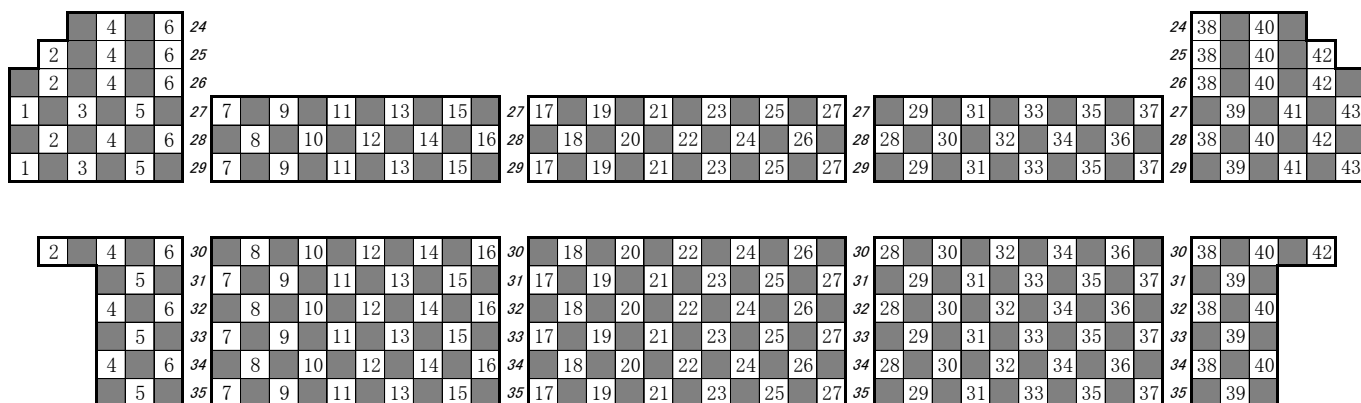 4 6 24 24 38 40
2 4 6 25 25 38 40 42
2 4 6 26 26 38 40 42
1 3 5 27 7 9 11 13 15 27 17 19 21 23 25 27 27 29 31 33 35 37 27 39 41 43
2 4 6 28 8 10 12 14 16 28 18 20 22 24 26 28 28 30 32 34 36 28 38 40 42
1 3 5 29 7 9 11 13 15 29 17 19 21 23 25 27 29 29 31 33 35 37 29 39 41 43
2 4 6 30 8 10 12 14 16 30 18 20 22 24 26 30 28 30 32 34 36 30 38 40 42
5 31 7 9 11 13 15 31 17 19 21 23 25 27 31 29 31 33 35 37 31 39
4 6 32 8 10 12 14 16 32 18 20 22 24 26 32 28 30 32 34 36 32 38 40
5 33 7 9 11 13 15 33 17 19 21 23 25 27 33 29 31 33 35 37 33 39
4 6 34 8 10 12 14 16 34 18 20 22 24 26 34 28 30 32 34 36 34 38 40
5 35 7 9 11 13 15 35 17 19 21 23 25 27 35 29 31 33 35 37 35 39